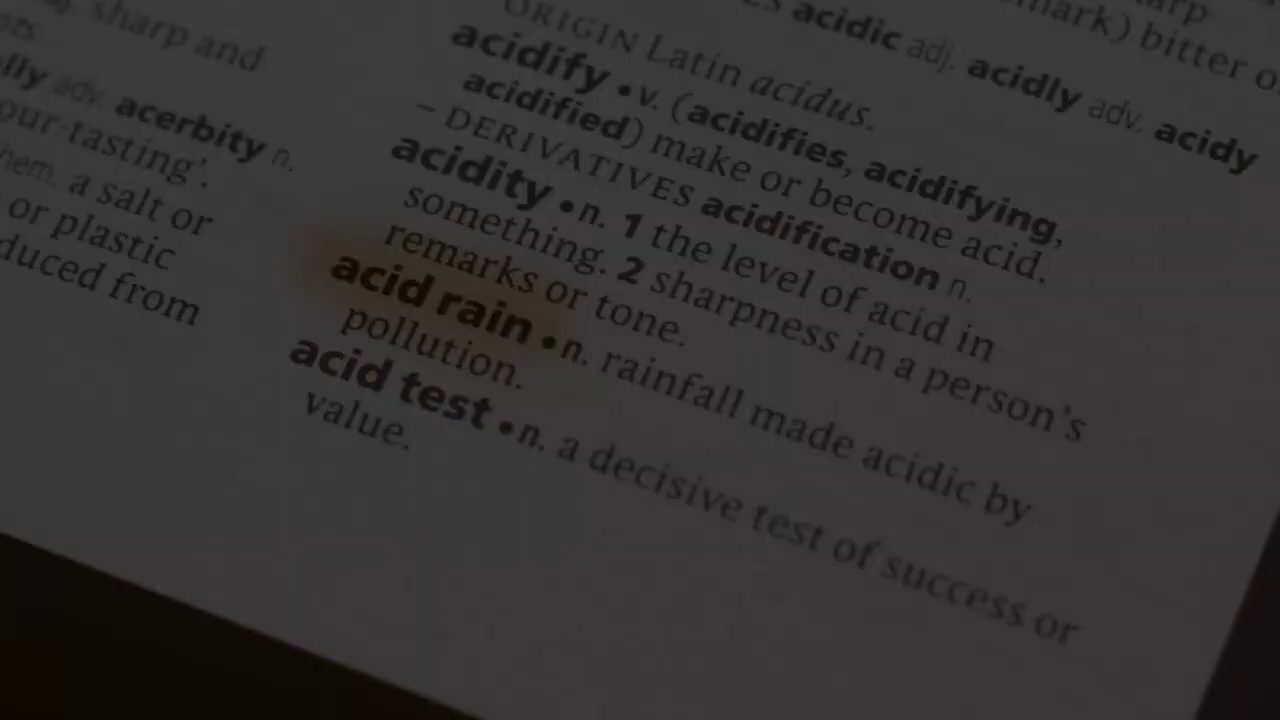 sharp and
adv. acerbity n.
our-tasting'.
a salt or
or plastic
from
bitter
acidic adj. acidly adv. acidy
ORIGIN Latin acidus.
acidify • v. (acidifies, acidifying,
acidified) make or become acid.
– DERIVATIVES acidification n.
acidity • n. 1 the level of acid in
something. 2 sharpness in a person's
remarks or tone.
acid rain • n. rainfall made acidic by
pollution.
acid test • n. a decisive test of success or
value.